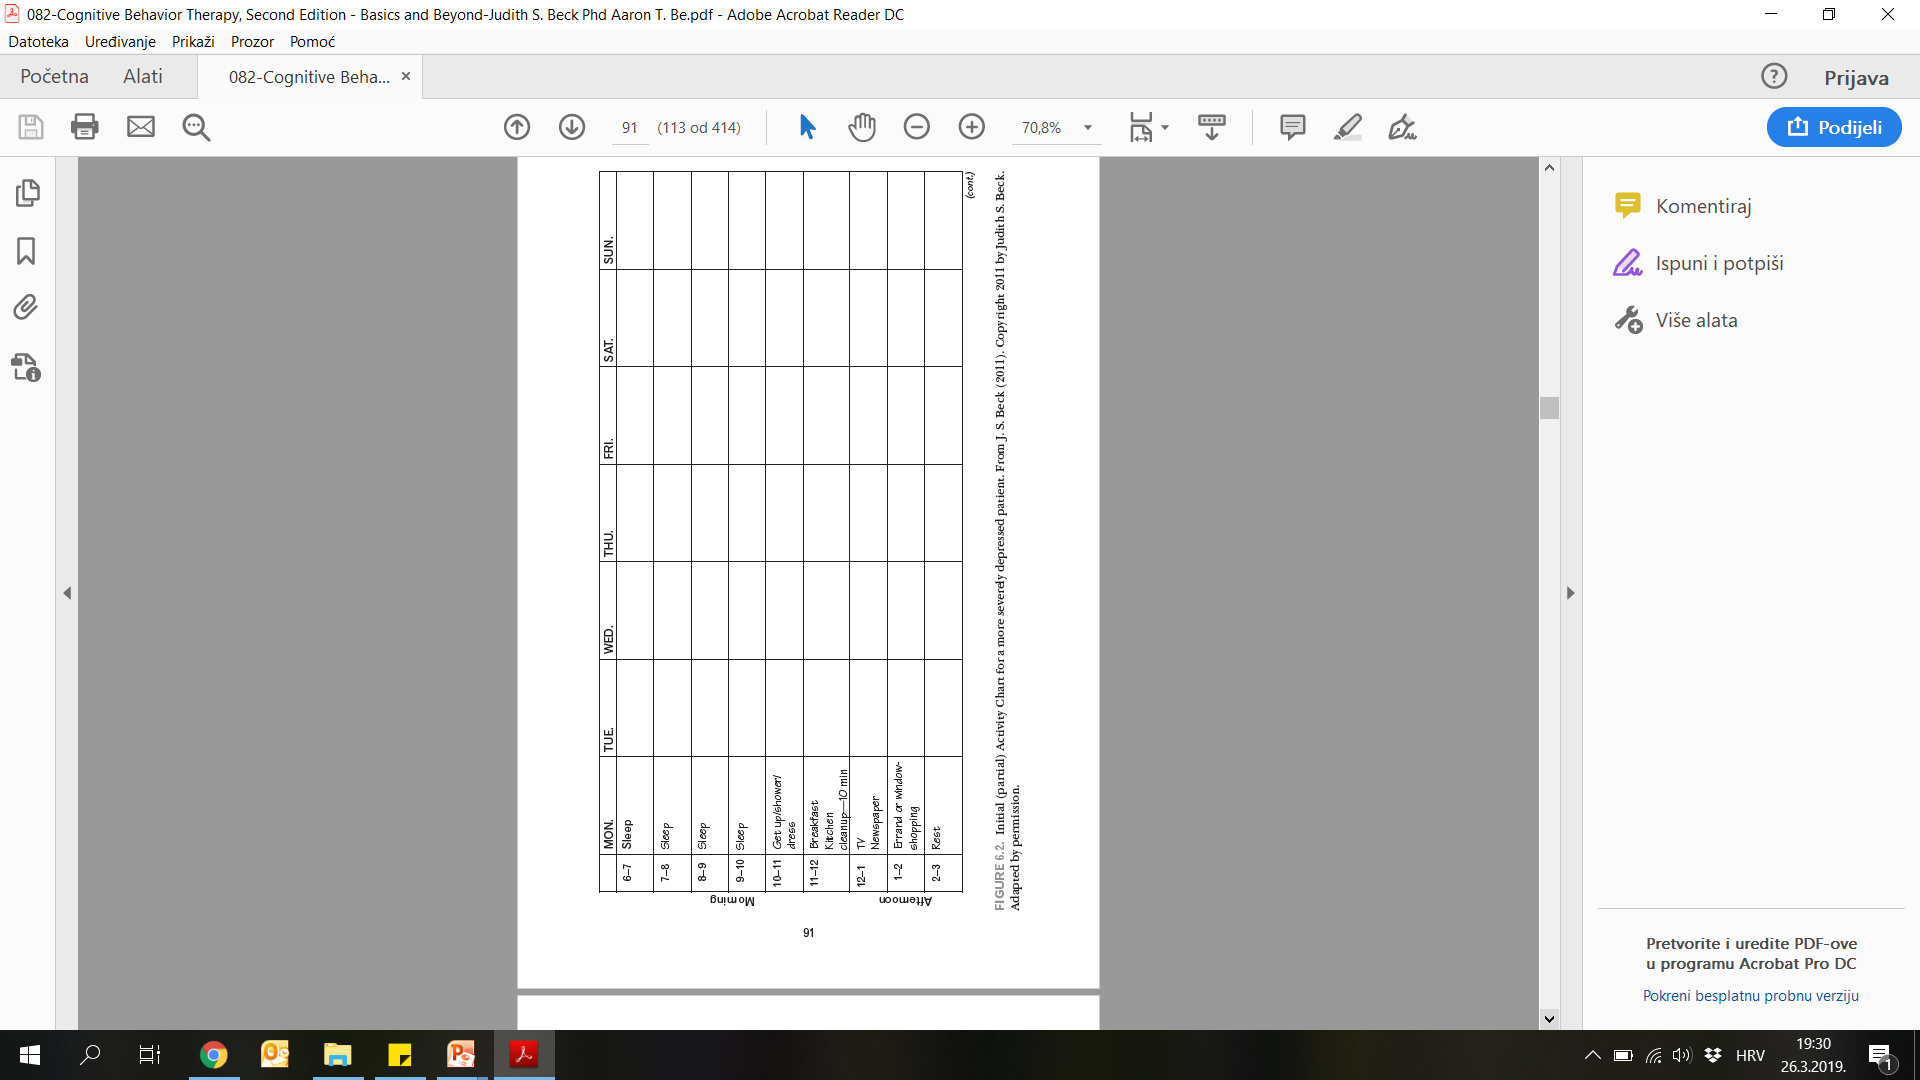 082-Cognitive Behavior Therapy, Second Edition - Basics and Beyond-Judith S. Beck Phd Aaron T. Be.pdf - Adobe Acrobat Reader DC
Datoteka Uređivanje Prikaži Prozor Pomoć
Početna Alati 082-Cognitive Beha... Prijava
91 (113 od 414) 70,8% Podijeli
Komentiraj
Ispuni i potpiši
Više alata
MON. TUE. WED. THU. FRI. SAT. SUN.
Morning
6–7 Sleep
7–8 Sleep
8–9 Sleep
9–10 Sleep
10–11 Get up/shower/
dress
11–12 Breakfast
Kitchen
cleanup—10 min
Afternoon
12–1 TV
Newspaper
1–2 Errand or window-
shopping
2–3 Rest
(cont.)
FIGURE 6.2. Initial (partial) Activity Chart for a more severely depressed patient. From J. S. Beck (2011). Copyright 2011 by Judith S. Beck.
Adapted by permission.
91
Pretvorite i uredite PDF-ove
u programu Acrobat Pro DC
Pokreni besplatnu probnu verziju
HRV
19:30
26.3.2019.
1